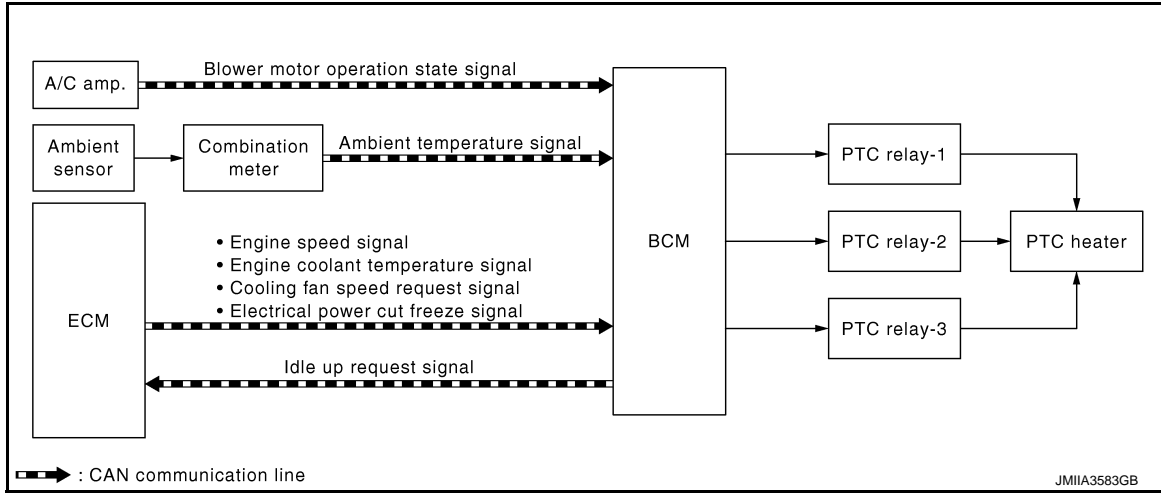 A/C amp.
Blower motor operation state signal
Ambient
sensor
Combination
meter
Ambient temperature signal
ECM
• Engine speed signal
• Engine coolant temperature signal
• Cooling fan speed request signal
• Electrical power cut freeze signal
Idle up request signal
BCM
PTC relay-1
PTC relay-2
PTC relay-3
PTC heater
: CAN communication line
JMIIA3583GB